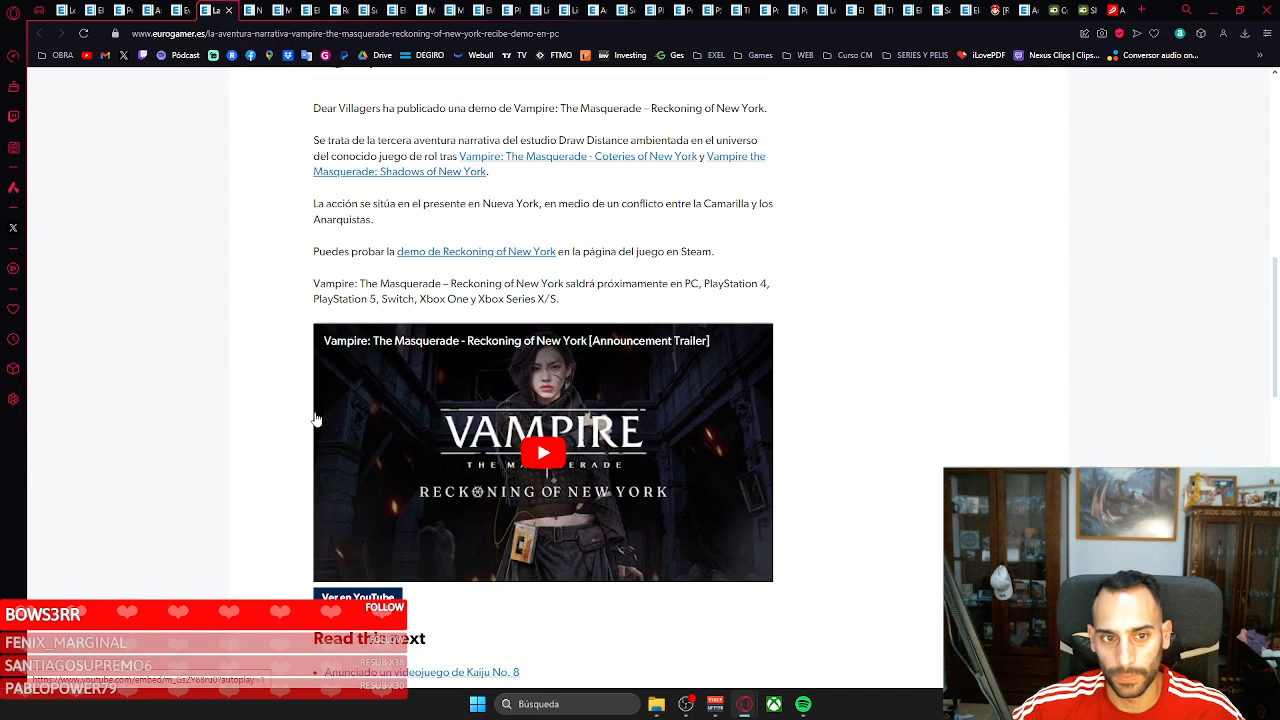 www.eurogamer.es/la-aventura-narrativa-vampire-the-masquerade-reckoning-of-new-york-recibe-demo-en-pc
OBRA
Pódcast
Drive
DEGIRO
Webull
TV
FTMO
Investing
Ges
EXEL
Games
WEB
Curso CM
SERIES Y PELIS
iLovePDF
Nexus Clips | Clips...
Conversor audio on...
Dear Villagers ha publicado una demo de Vampire: The Masquerade – Reckoning of New York.
Se trata de la tercera aventura narrativa del estudio Draw Distance ambientada en el universo
del conocido juego de rol tras Vampire: The Masquerade - Coteries of New York y Vampire the
Masquerade: Shadows of New York.
La acción se sitúa en el presente en Nueva York, en medio de un conflicto entre la Camarilla y los
Anarquistas.
Puedes probar la demo de Reckoning of New York en la página del juego en Steam.
Vampire: The Masquerade – Reckoning of New York saldrá próximamente en PC, PlayStation 4,
PlayStation 5, Switch, Xbox One y Xbox Series X/S.
Vampire: The Masquerade - Reckoning of New York [Announcement Trailer]
VAMPIRE
RECKONING OF NEW YORK
Ver en YouTube
BOWS3RR FOLLOW
Read this next
FENIX_MARGINAL FOLLOW
SANTIAGOSUPREMO6 RESUB X38
Anunciado un videojuego de Kaiju No. 8
https://www.youtube.com/embed/m_GsZY88ru0?autoplay=1
PABLOPOWER79 RESUB X30
Búsqueda